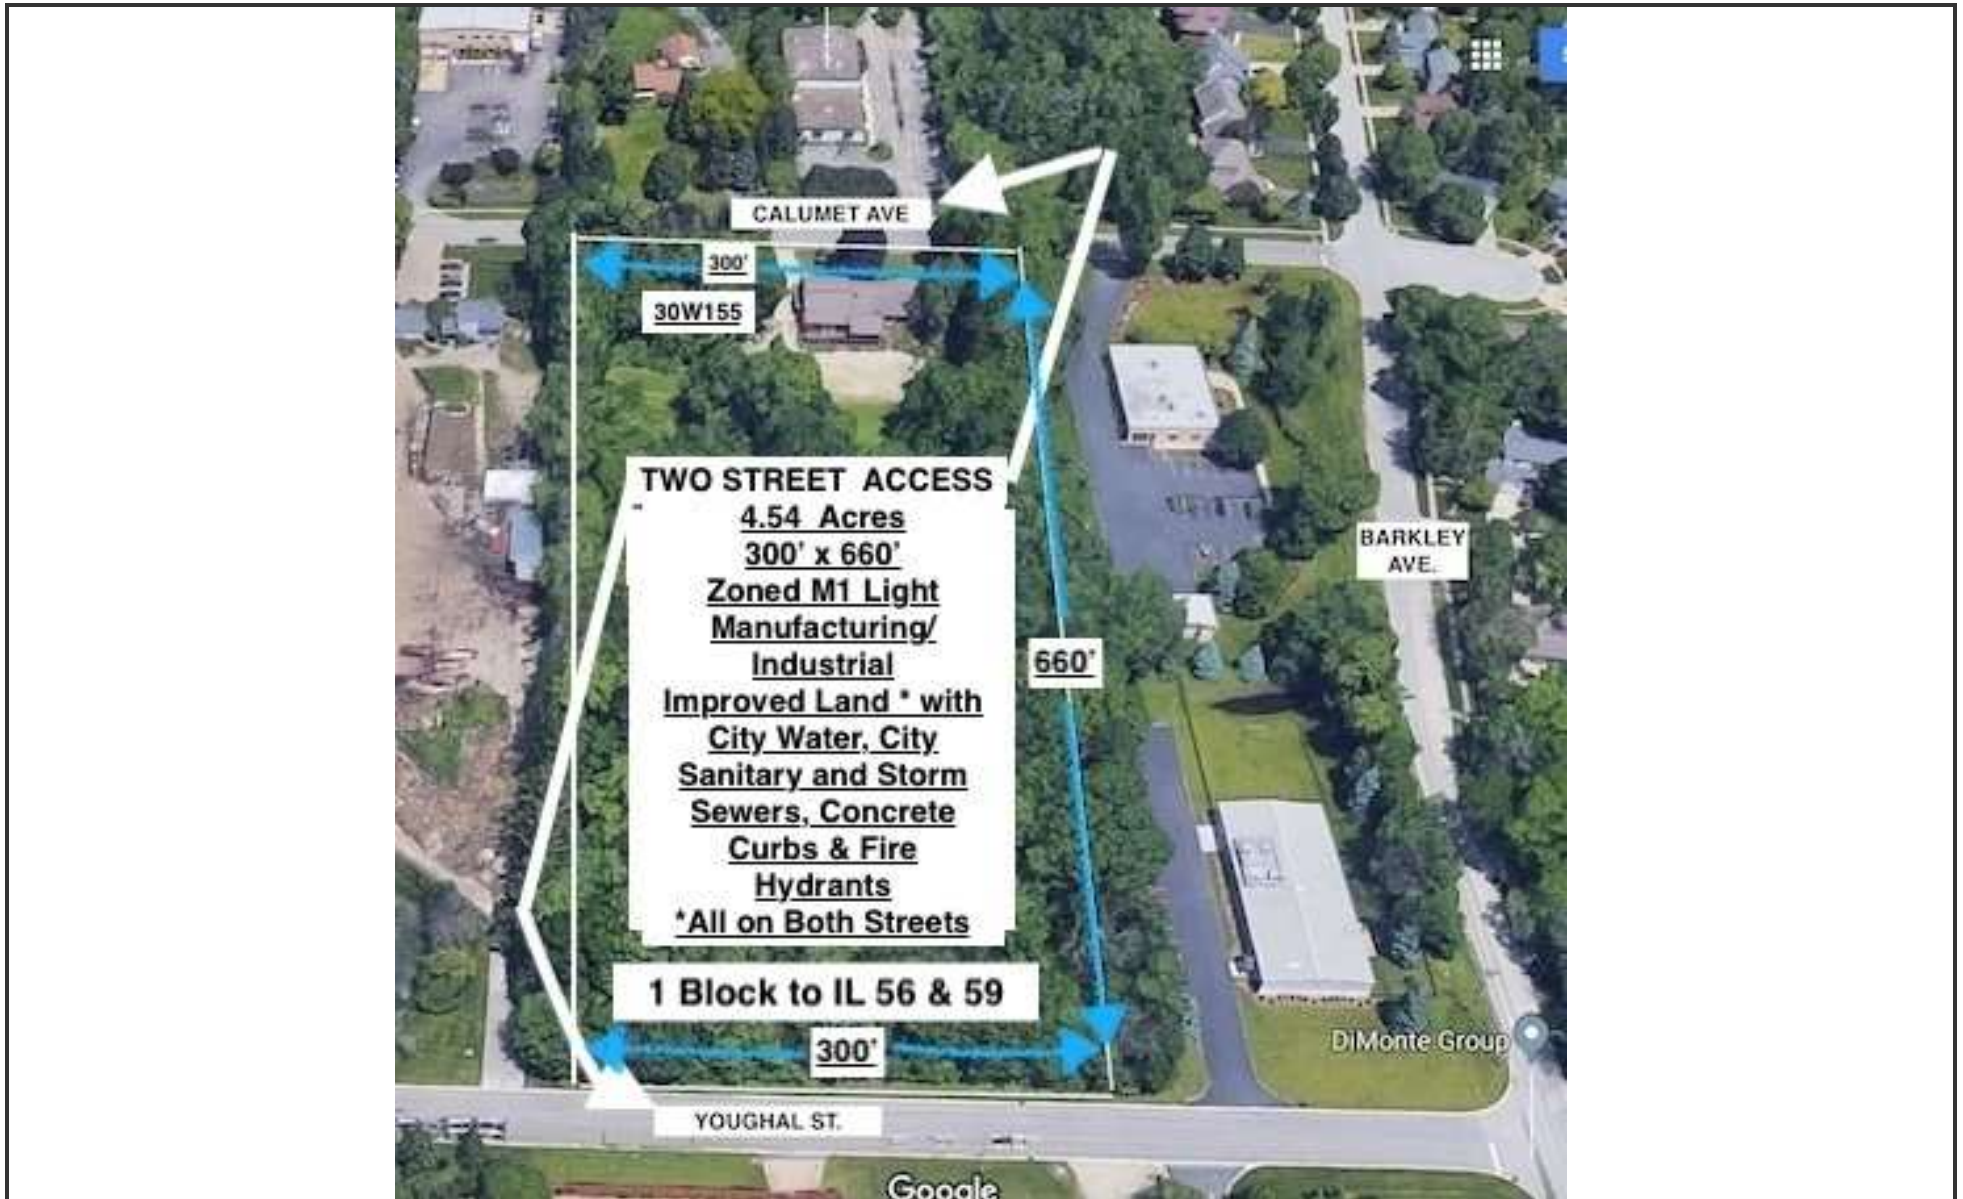 CALUMET AVE
300'
30W155
TWO STREET ACCESS
4.54 Acres
300' x 660'
Zoned M1 Light
Manufacturing/
Industrial
Improved Land * with
City Water, City
Sanitary and Storm
Sewers, Concrete
Curbs & Fire
Hydrants
*All on Both Streets
660'
BARKLEY
AVE.
1 Block to IL 56 & 59
300'
DiMonte Group
YOUGHAL ST.
Google